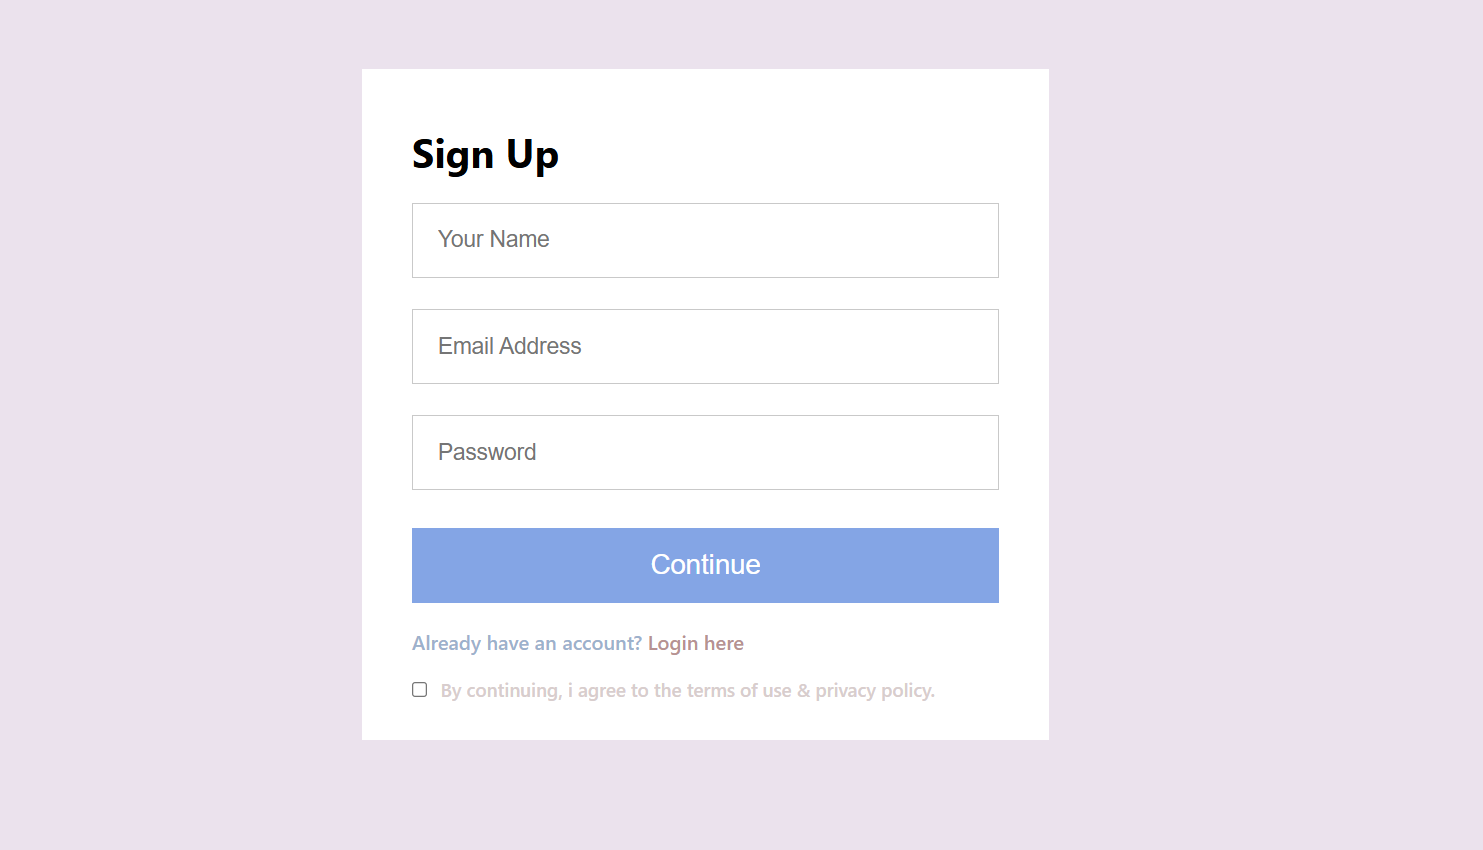 Sign Up
Your Name
Email Address
Password
Continue
Already have an account? Login here
By continuing, i agree to the terms of use & privacy policy.